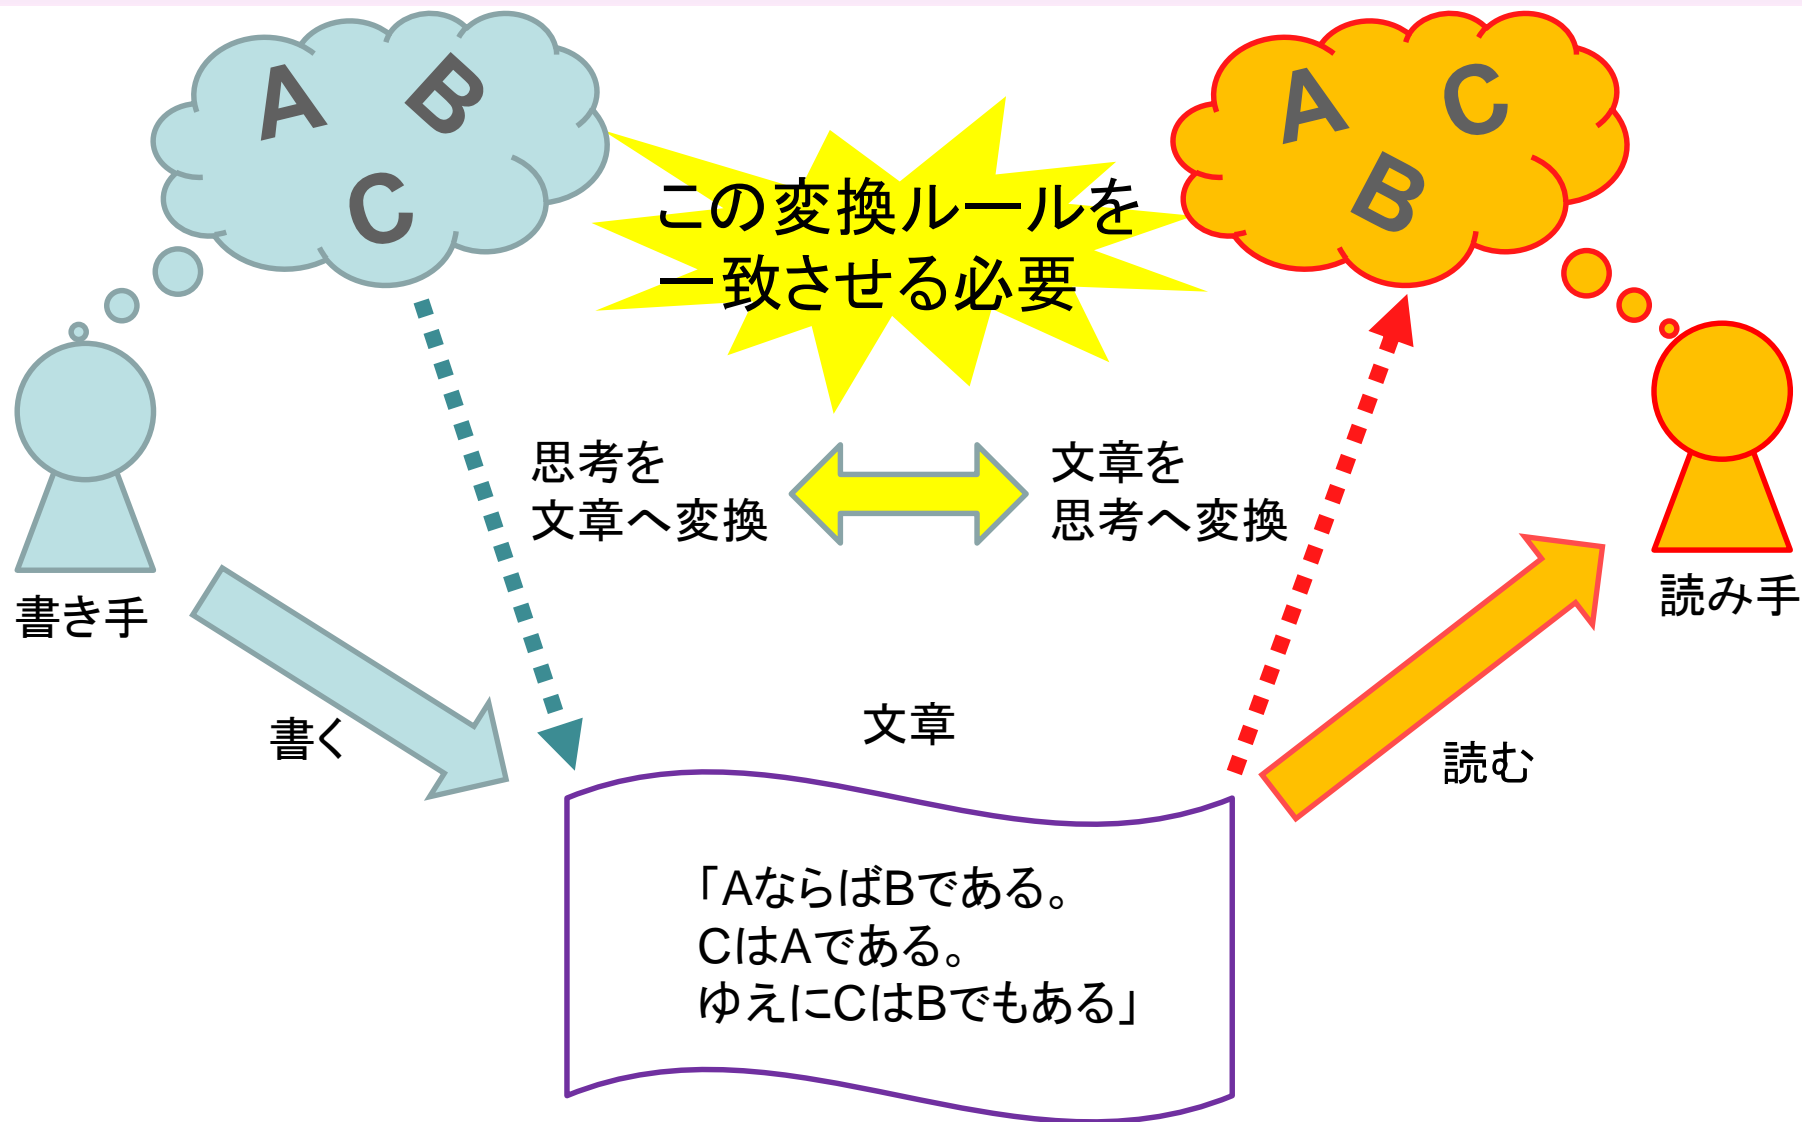 A B
C
A C
B
この変換ルールを
一致させる必要
思考を
文章へ変換
文章を
思考へ変換
書き手
読み手
書く
文章
読む
「AならばBである。
CはAである。
ゆえにCはBでもある」